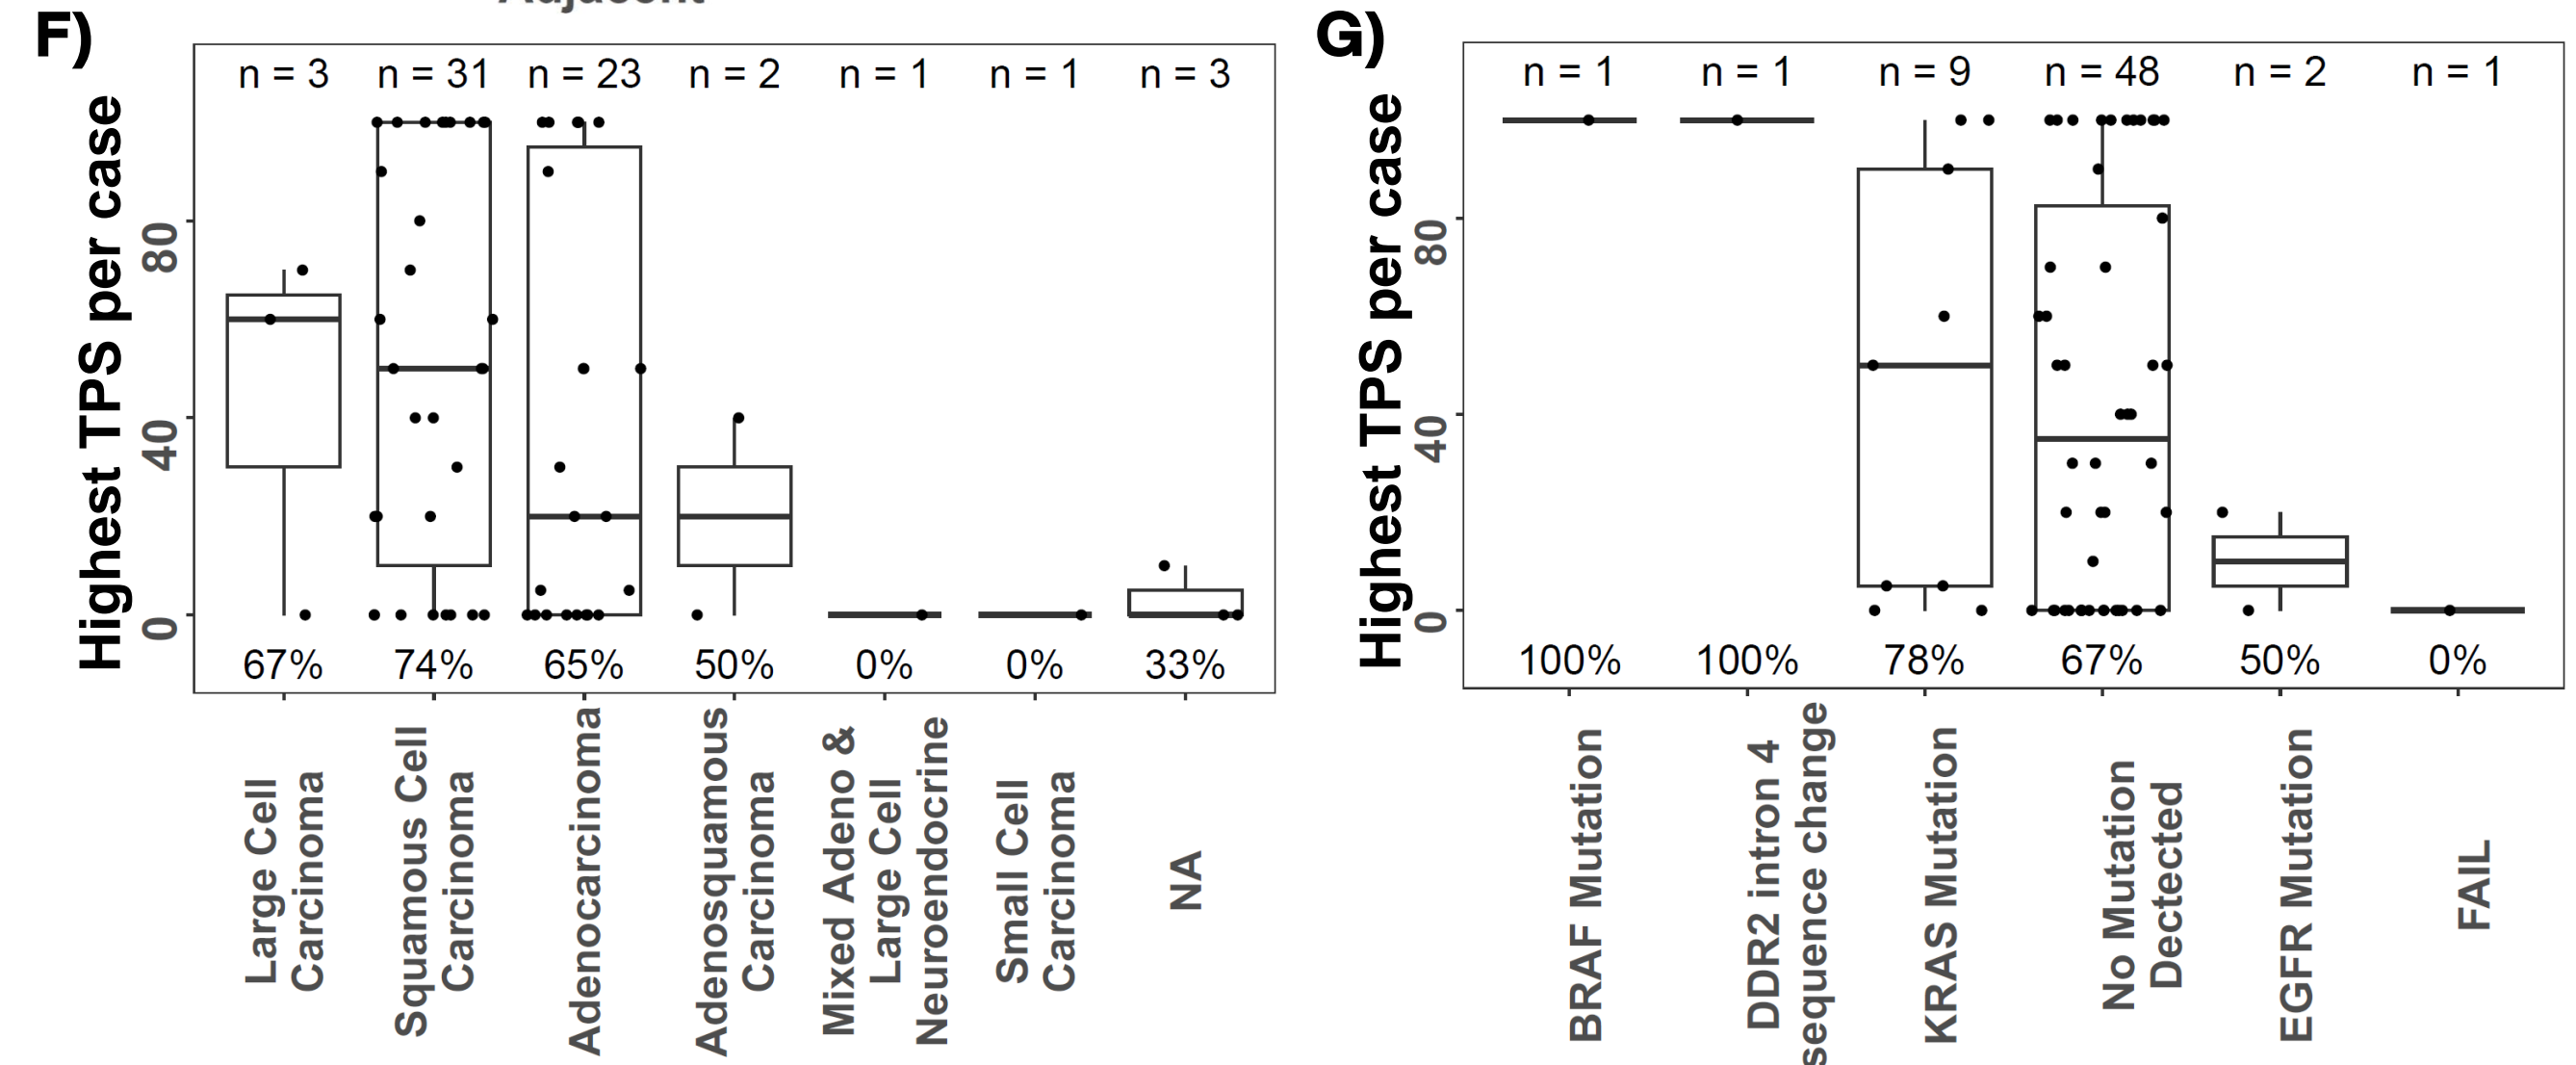 F)
n = 3 n = 31 n = 23 n = 2 n = 1 n = 1 n = 3
Highest TPS per case
80
40
0
67% 74% 65% 50% 0% 0% 33%
Large Cell
Carcinoma
Squamous Cell
Carcinoma
Adenocarcinoma
Adenosquamous
Carcinoma
Mixed Adeno &
Large Cell
Neuroendocrine
Small Cell
Carcinoma
NA
G)
n = 1 n = 1 n = 9 n = 48 n = 2 n = 1
Highest TPS per case
80
40
0
100% 100% 78% 67% 50% 0%
BRAF Mutation
DDR2 intron 4
sequence change
KRAS Mutation
No Mutation
Dectected
EGFR Mutation
FAIL